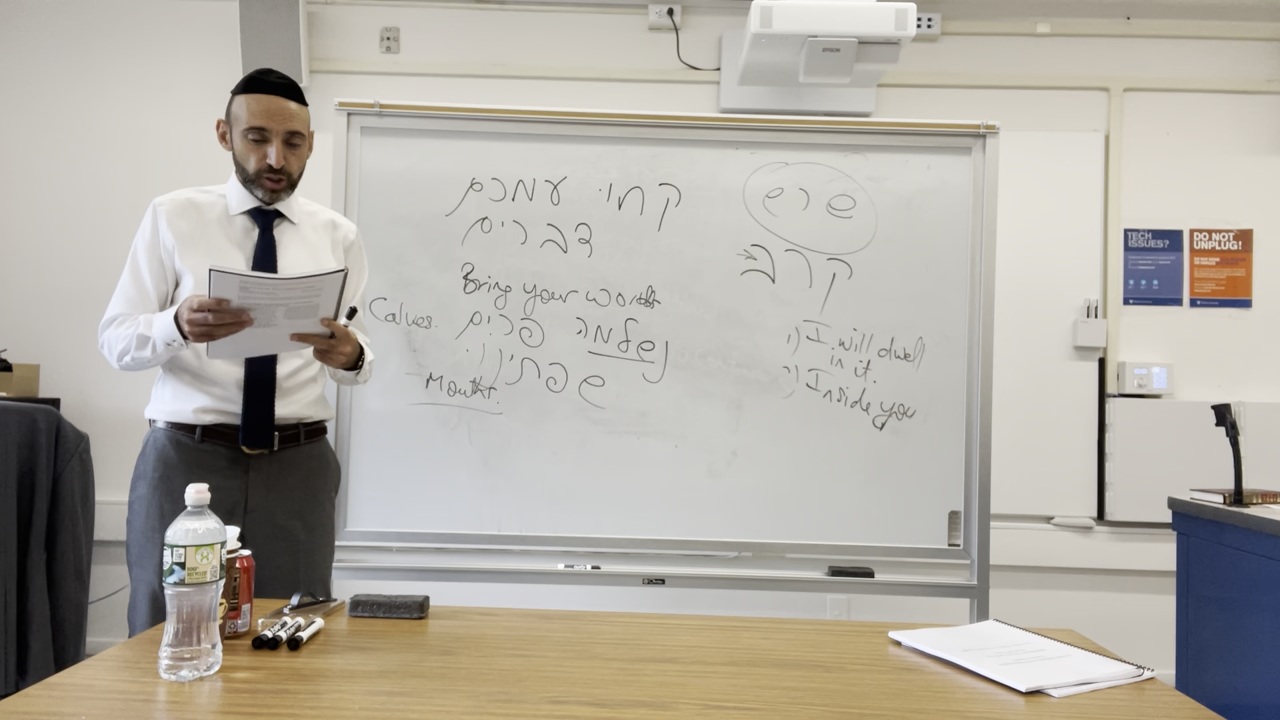 EPSON
קחו עמכם
דברים
Bring your words
Calves. נשלמה פרים
שפתינו
Mouth.
שרש
קרב
1) I will dwell
in it.
2) Inside you
TECH
ISSUES?
DO NOT
UNPLUG!